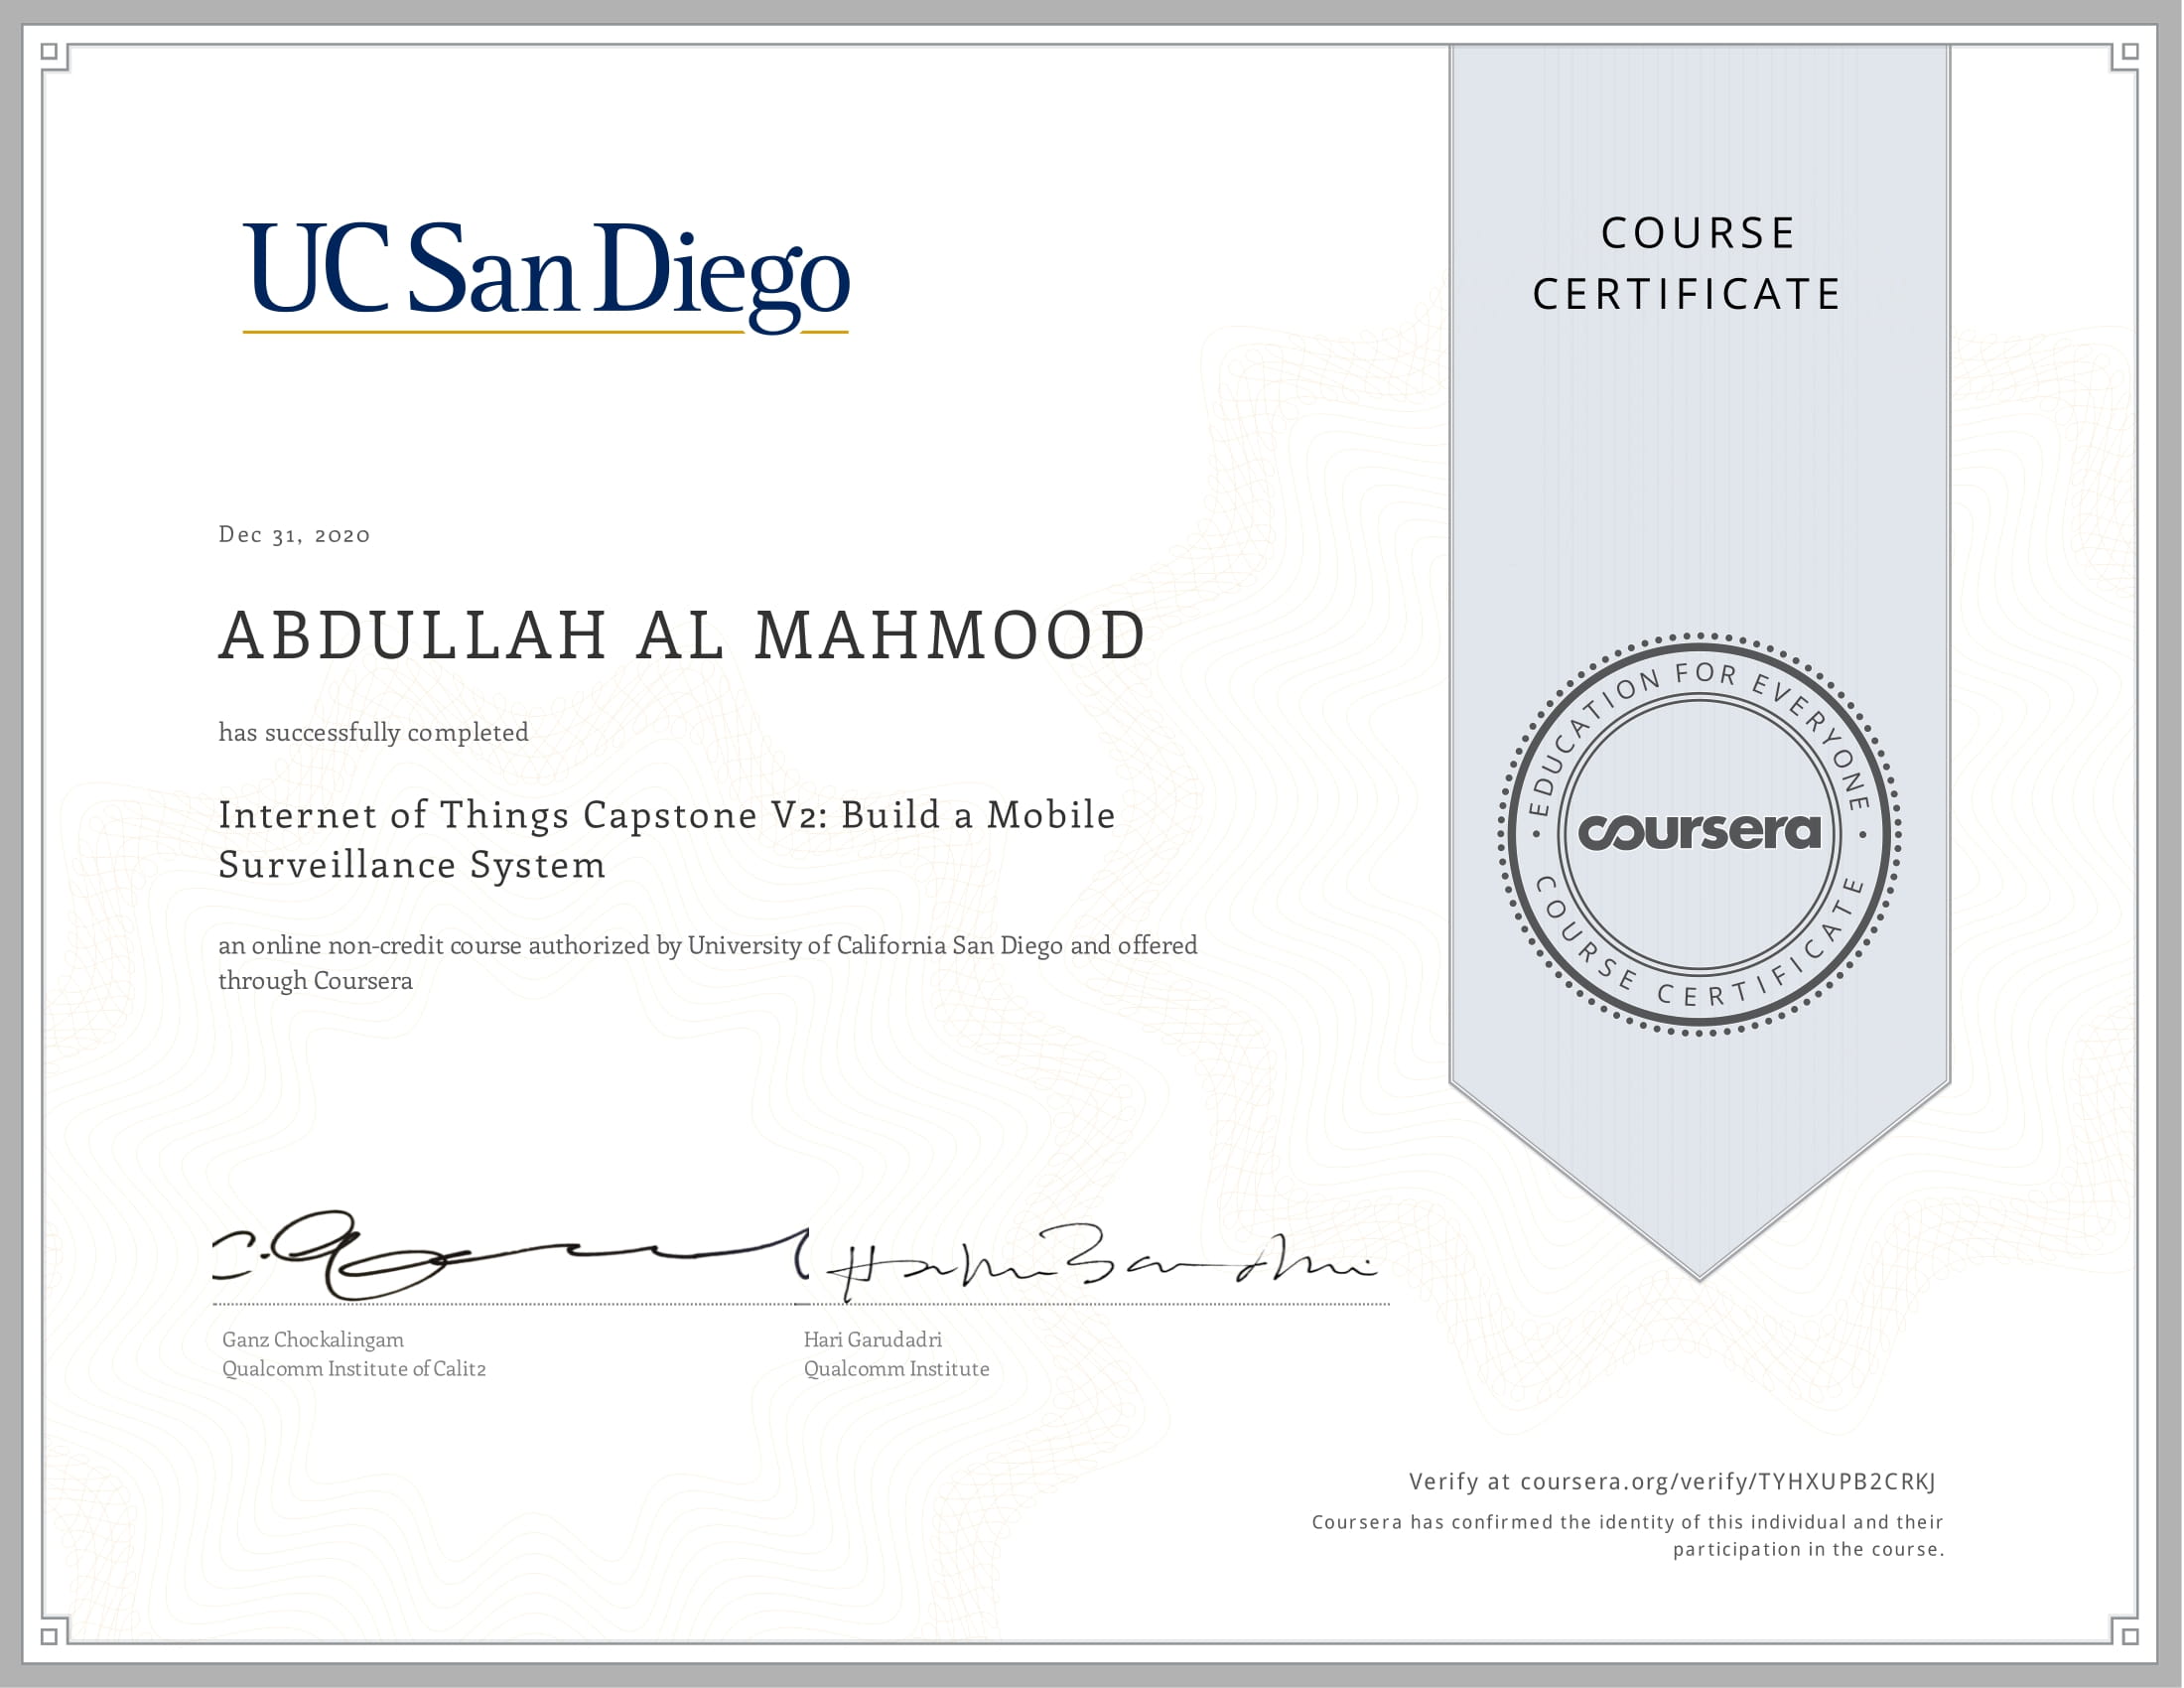 UC San Diego
COURSE
CERTIFICATE
Dec 31, 2020
ABDULLAH AL MAHMOOD
has successfully completed
Internet of Things Capstone V2: Build a Mobile
Surveillance System
an online non-credit course authorized by University of California San Diego and offered
through Coursera
EDUCATION FOR EVERYONE
coursera
COURSE CERTIFICATE
Ganz Chockalingam
Qualcomm Institute of Calit2
Hari Garudadri
Qualcomm Institute
Verify at coursera.org/verify/TYHXUPB2CRKJ
Coursera has confirmed the identity of this individual and their
participation in the course.